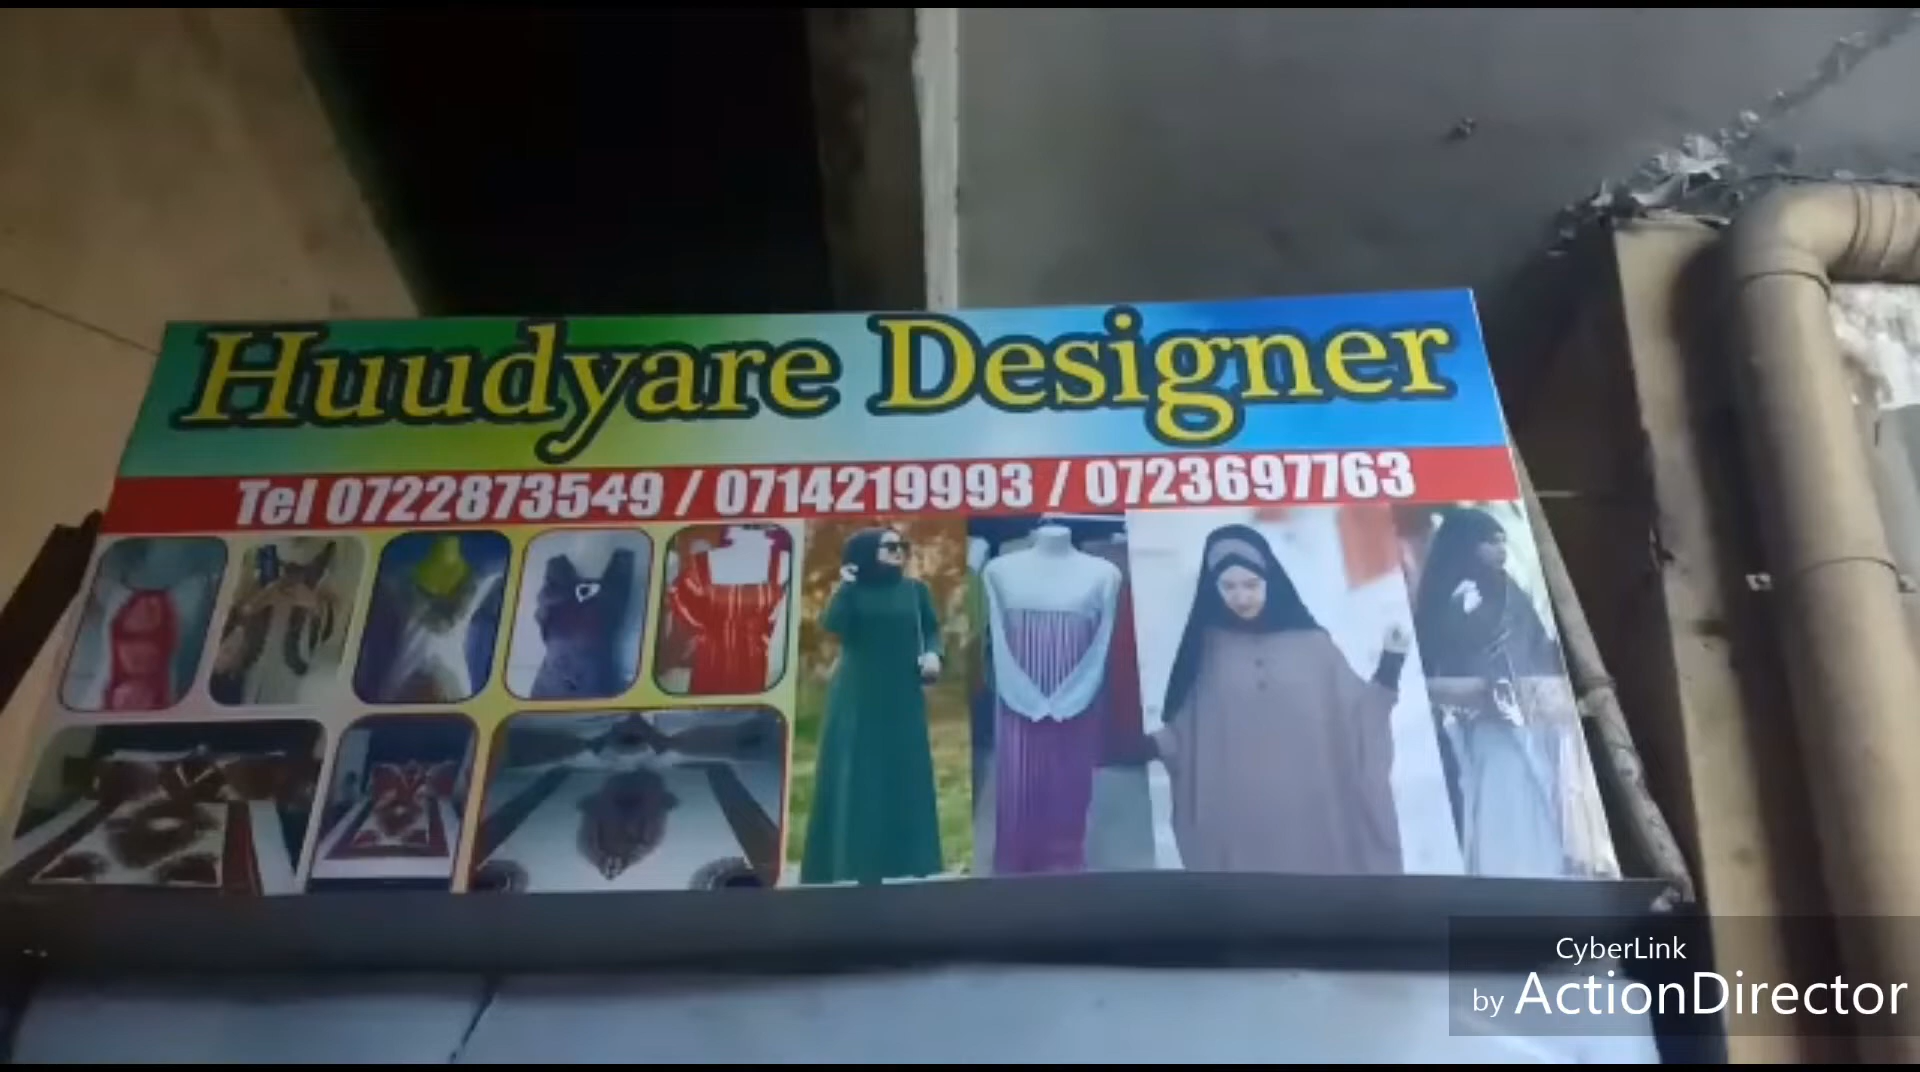 Huudyare Designer
Tel 0722873549 / 0714219993 / 0723697763
CyberLink
by ActionDirector